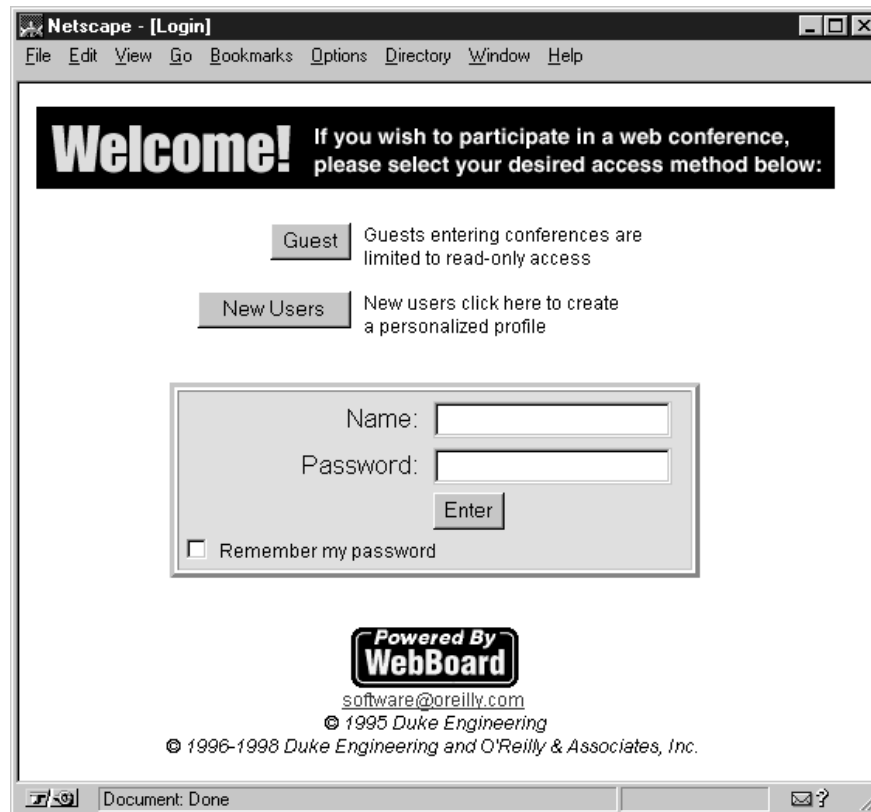 Netscape - [Login]
File Edit View Go Bookmarks Options Directory Window Help
Welcome! If you wish to participate in a web conference,
please select your desired access method below:
Guest Guests entering conferences are
limited to read-only access
New Users New users click here to create
a personalized profile
Name:
Password:
Enter
Remember my password
Powered By
WebBoard
software@oreilly.com
© 1995 Duke Engineering
© 1996-1998 Duke Engineering and O'Reilly & Associates, Inc.
Document: Done
?